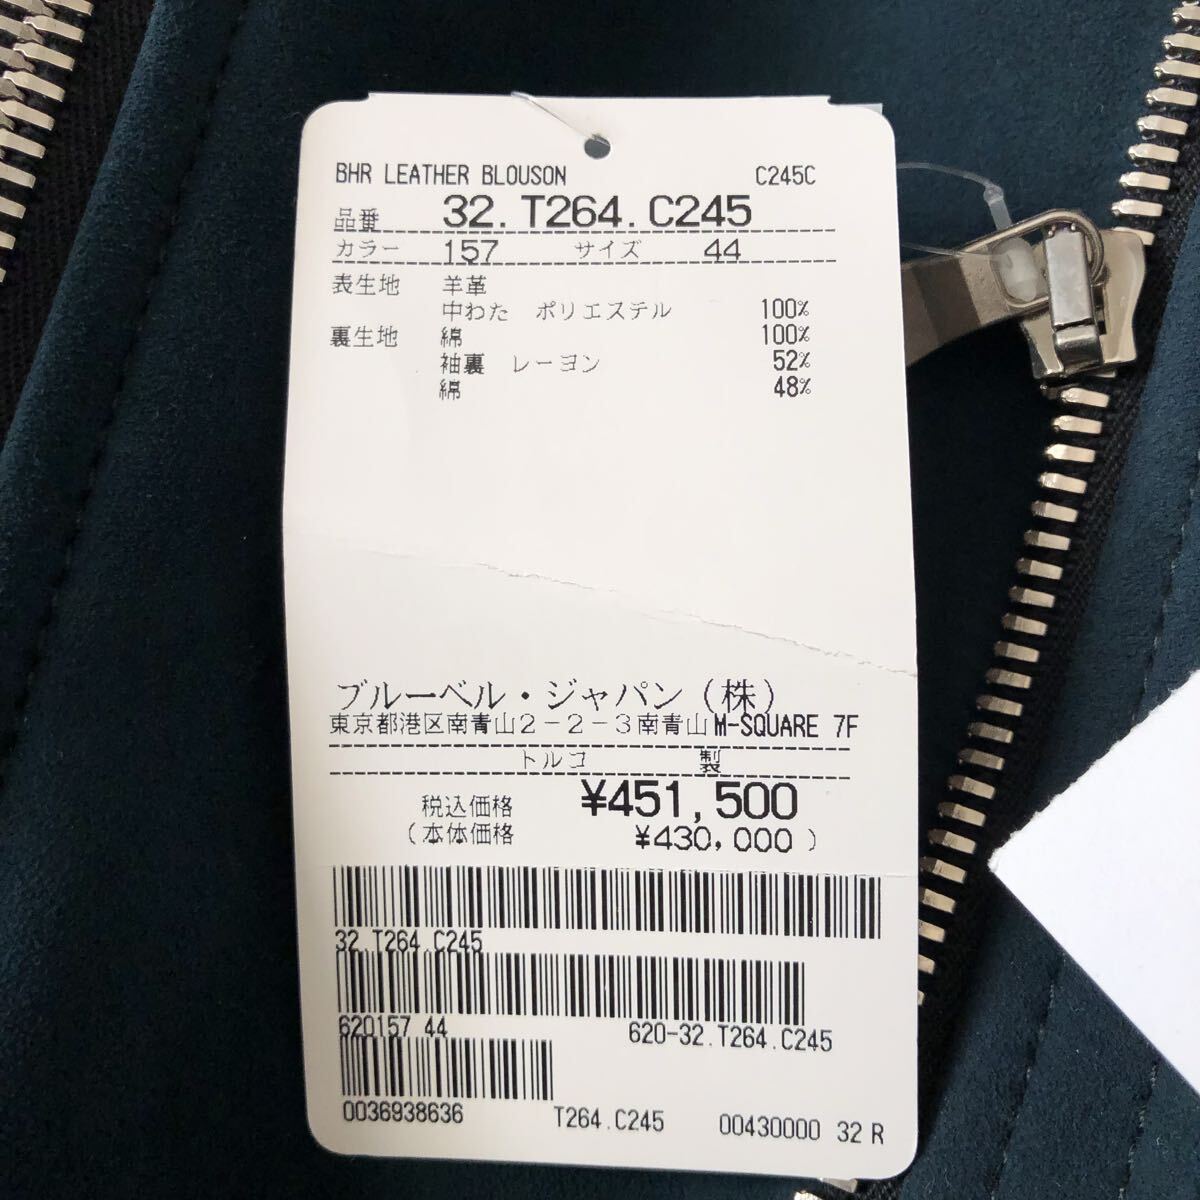 BHR LEATHER BLOUSON C245C
品番 32.T264.C245
カラー 157 サイズ 44
表生地 羊革
中わた ポリエステル 100%
裏生地 綿 100%
袖裏 レーヨン 52%
綿 48%
ブルーベル・ジャパン(株)
東京都港区南青山2-2-3南青山M-SQUARE 7F
トルコ 製
税込価格 ¥451,500
(本体価格 ¥430,000)
32.T264.C245
620157 44 620-32.T264.C245
0036938636 T264.C245 00430000 32 R